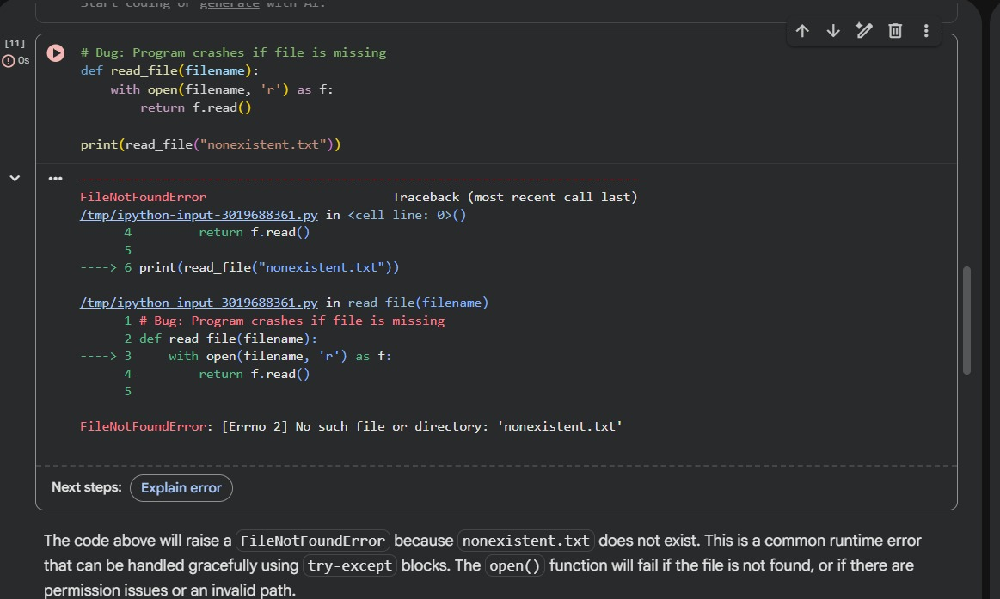 Start coding or generate with AI.
[11]
0s
# Bug: Program crashes if file is missing
def read_file(filename):
    with open(filename, 'r') as f:
        return f.read()
print(read_file("nonexistent.txt"))
---------------------------------------------------------------------------
FileNotFoundError                         Traceback (most recent call last)
/tmp/ipython-input-3019688361.py in <cell line: 0>()
      4         return f.read()
      5
----> 6 print(read_file("nonexistent.txt"))
/tmp/ipython-input-3019688361.py in read_file(filename)
      1 # Bug: Program crashes if file is missing
      2 def read_file(filename):
----> 3     with open(filename, 'r') as f:
      4         return f.read()
      5
FileNotFoundError: [Errno 2] No such file or directory: 'nonexistent.txt'
Next steps: Explain error
The code above will raise a FileNotFoundError because nonexistent.txt does not exist. This is a common runtime error
that can be handled gracefully using try-except blocks. The open() function will fail if the file is not found, or if there are
permission issues or an invalid path.